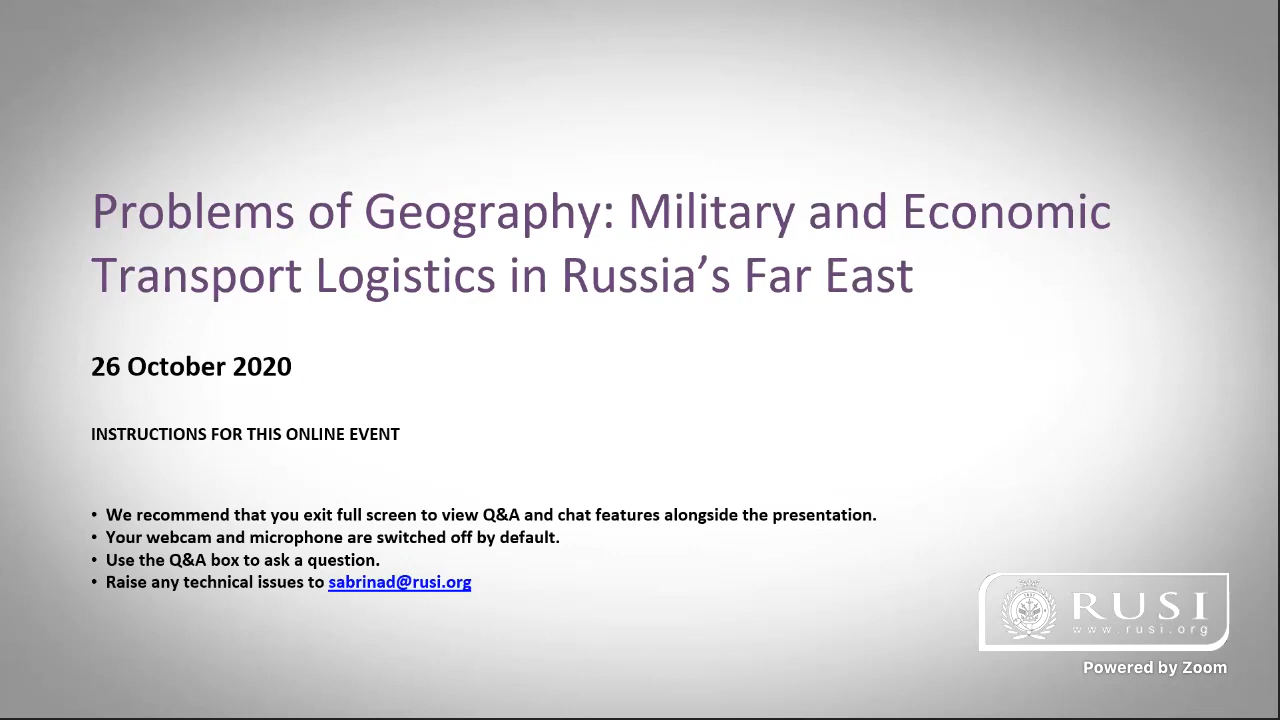 Problems of Geography: Military and Economic
Transport Logistics in Russia’s Far East
26 October 2020
INSTRUCTIONS FOR THIS ONLINE EVENT
• We recommend that you exit full screen to view Q&A and chat features alongside the presentation.
• Your webcam and microphone are switched off by default.
• Use the Q&A box to ask a question.
• Raise any technical issues to sabrinad@rusi.org
RUSI
www.rusi.org
Powered by Zoom